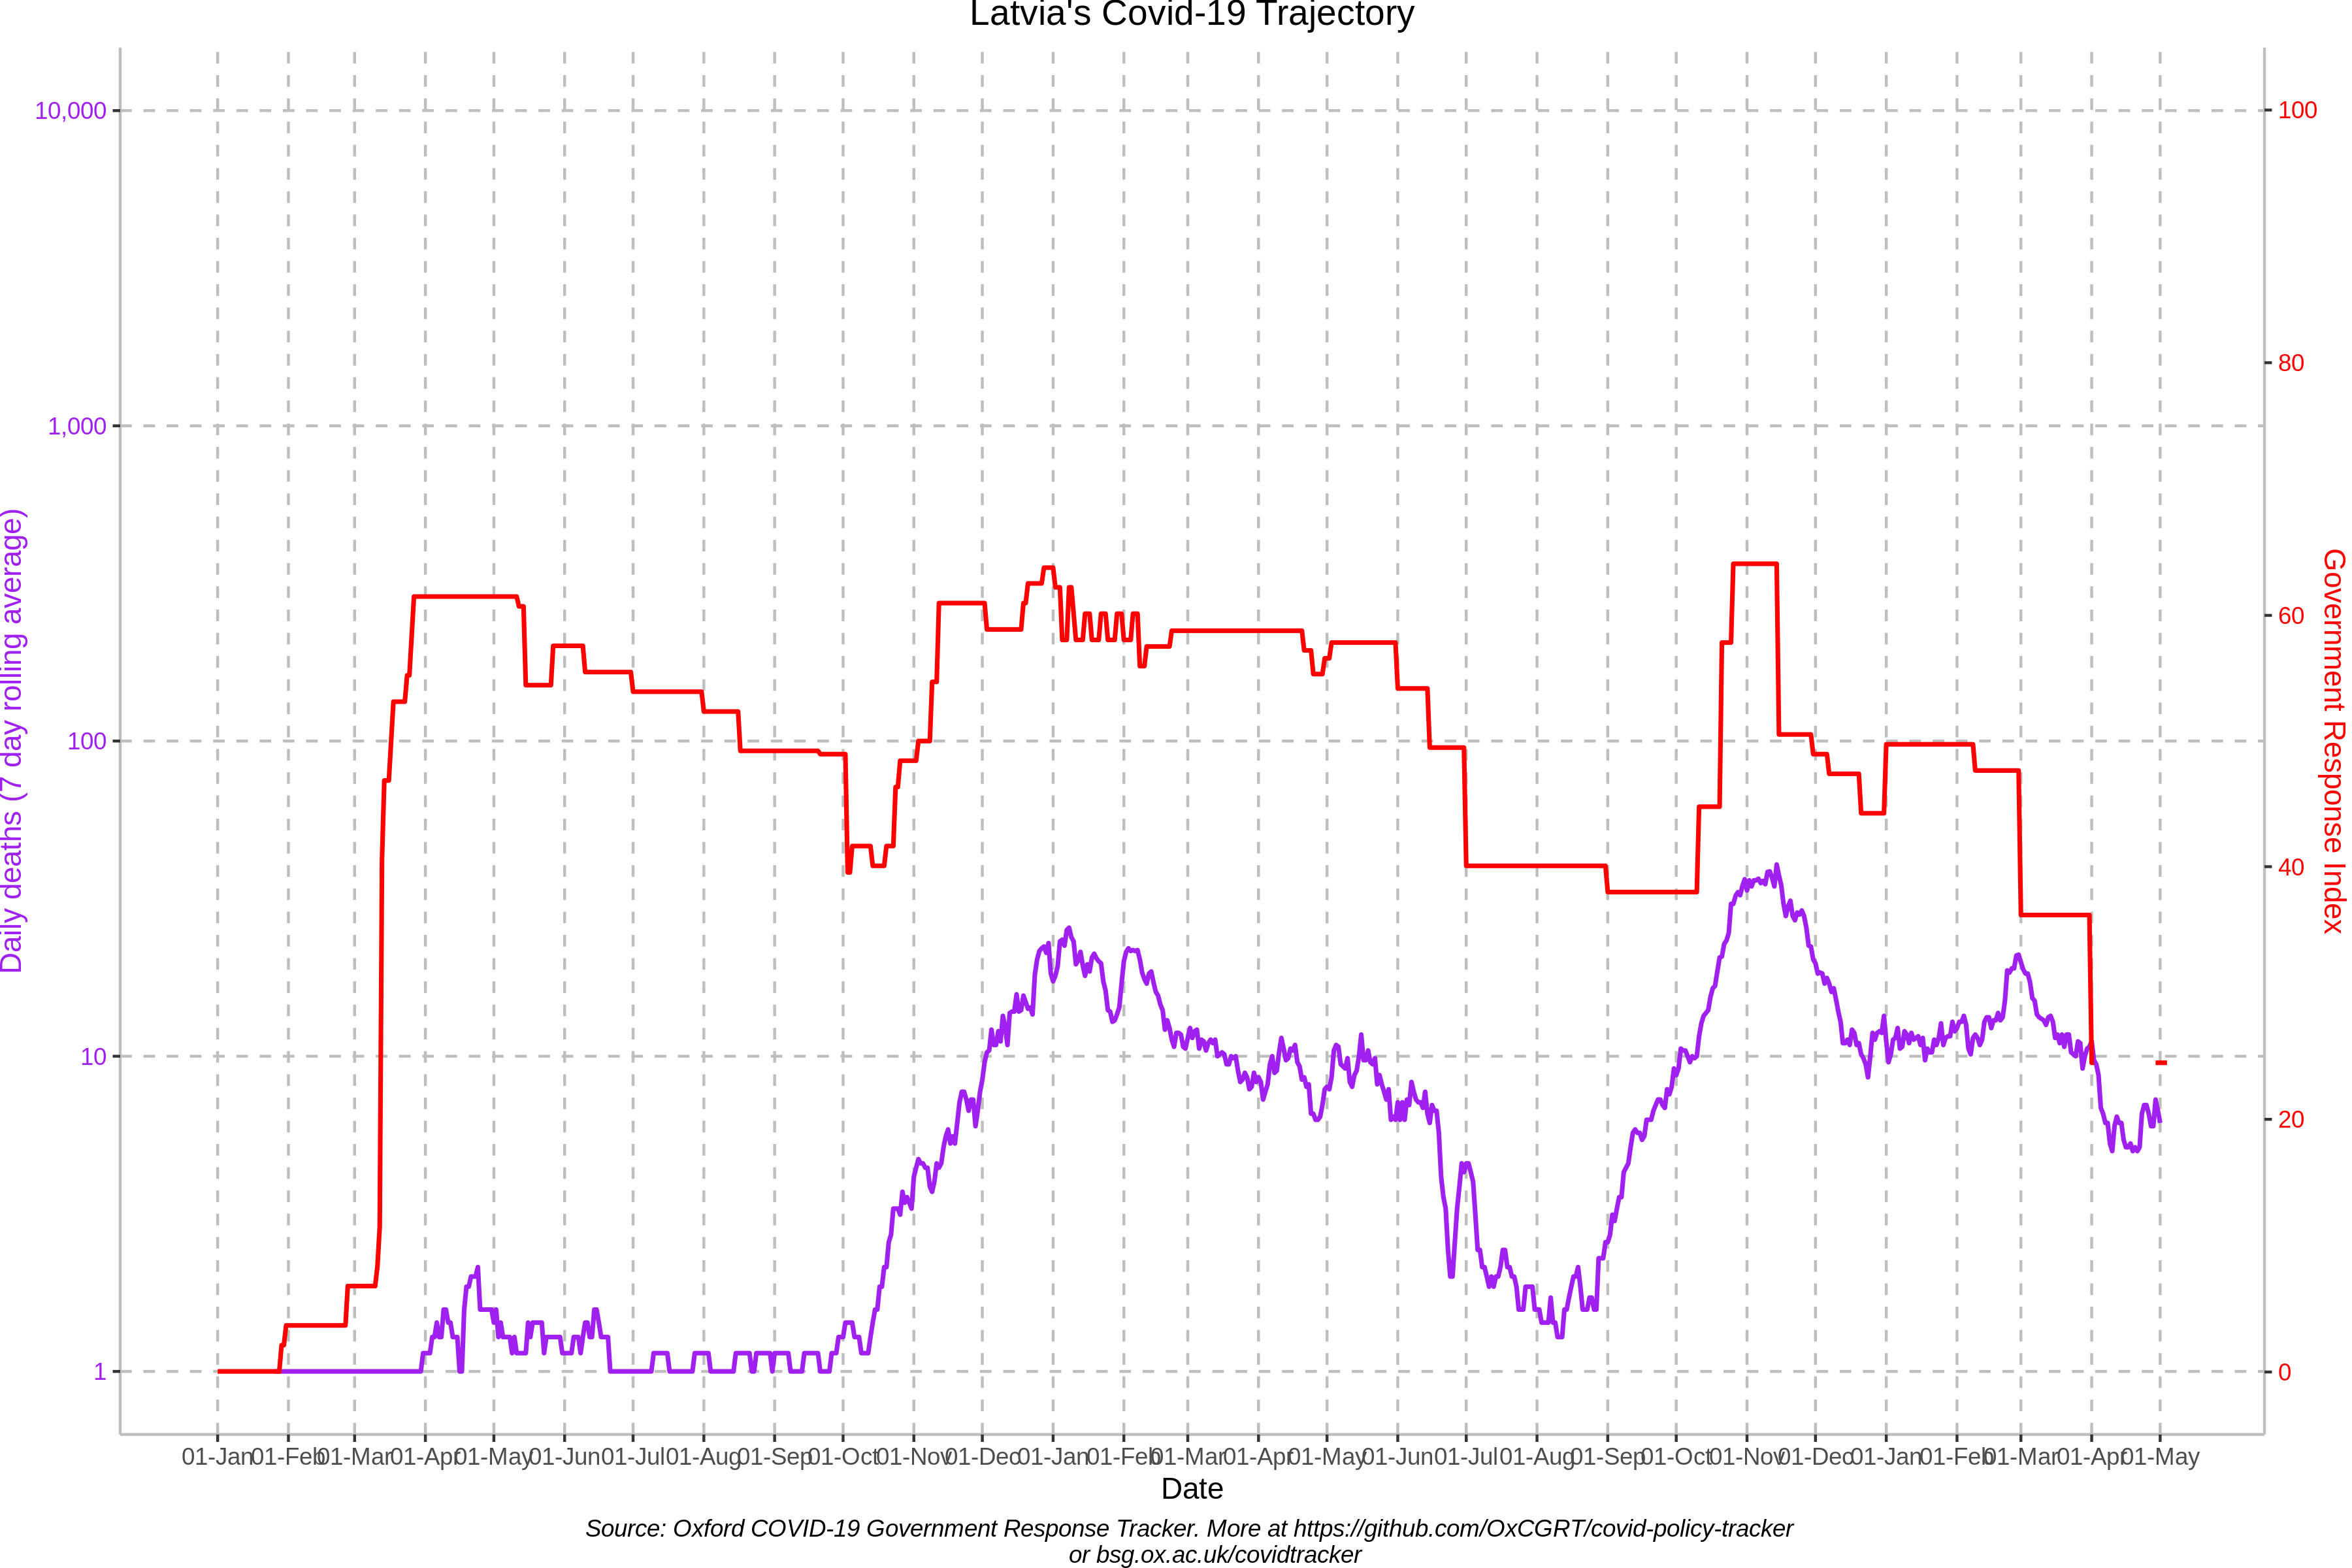 Latvia's Covid-19 Trajectory
10,000
1,000
100
10
1
Daily deaths (7 day rolling average)
100
80
60
40
20
0
Government Response Index
01-Jan 01-Feb 01-Mar 01-Apr 01-May 01-Jun 01-Jul 01-Aug 01-Sep 01-Oct 01-Nov 01-Dec 01-Jan 01-Feb 01-Mar 01-Apr 01-May 01-Jun 01-Jul 01-Aug 01-Sep 01-Oct 01-Nov 01-Dec 01-Jan 01-Feb 01-Mar 01-Apr 01-May
Date
Source: Oxford COVID-19 Government Response Tracker. More at https://github.com/OxCGRT/covid-policy-tracker
or bsg.ox.ac.uk/covidtracker